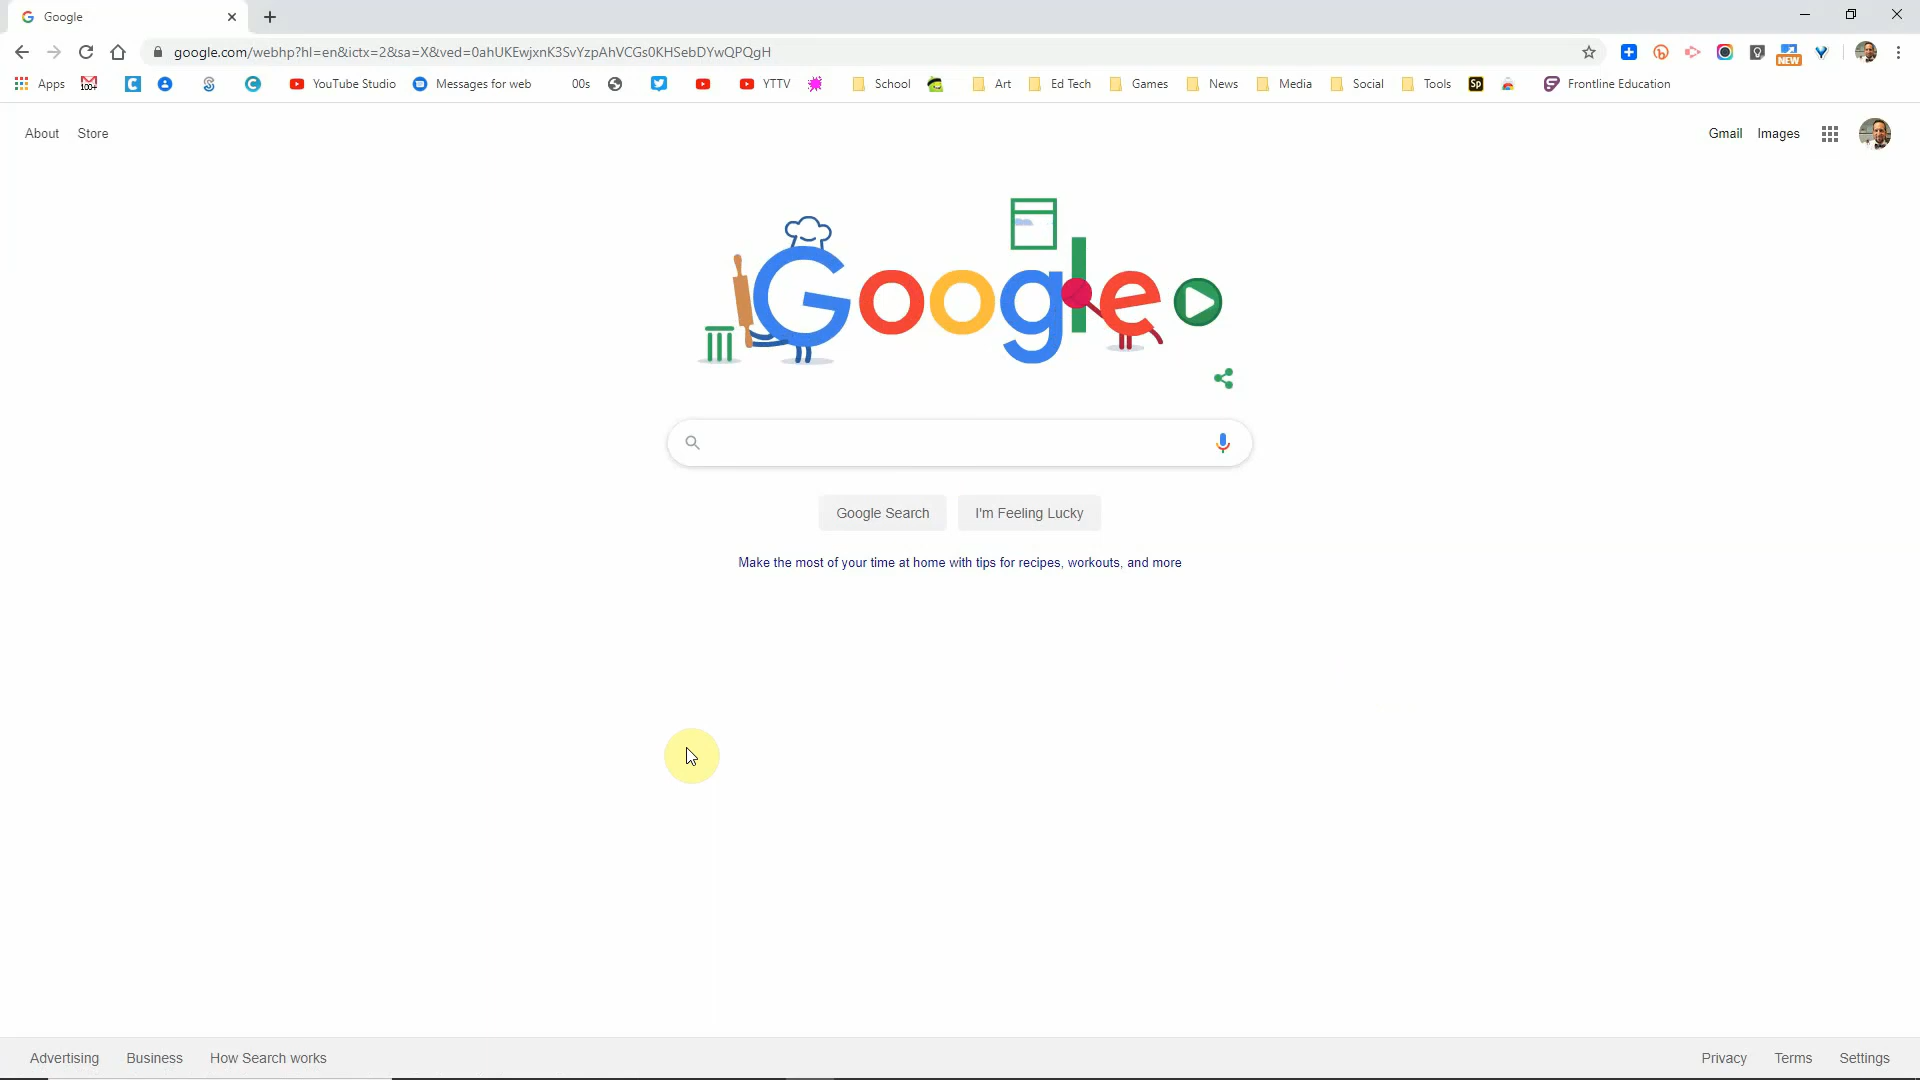 Google
google.com/webhp?hl=en&ictx=2&sa=X&ved=0ahUKEwjxnK3SvYzpAhVCGs0KHSebDYwQPQgH
NEW
Apps 100+ YouTube Studio Messages for web 00s YTTV School Art Ed Tech Games News Media Social Tools Sp Frontline Education
About Store
Gmail Images
Google
Google Search I'm Feeling Lucky
Make the most of your time at home with tips for recipes, workouts, and more
Advertising Business How Search works
Privacy Terms Settings